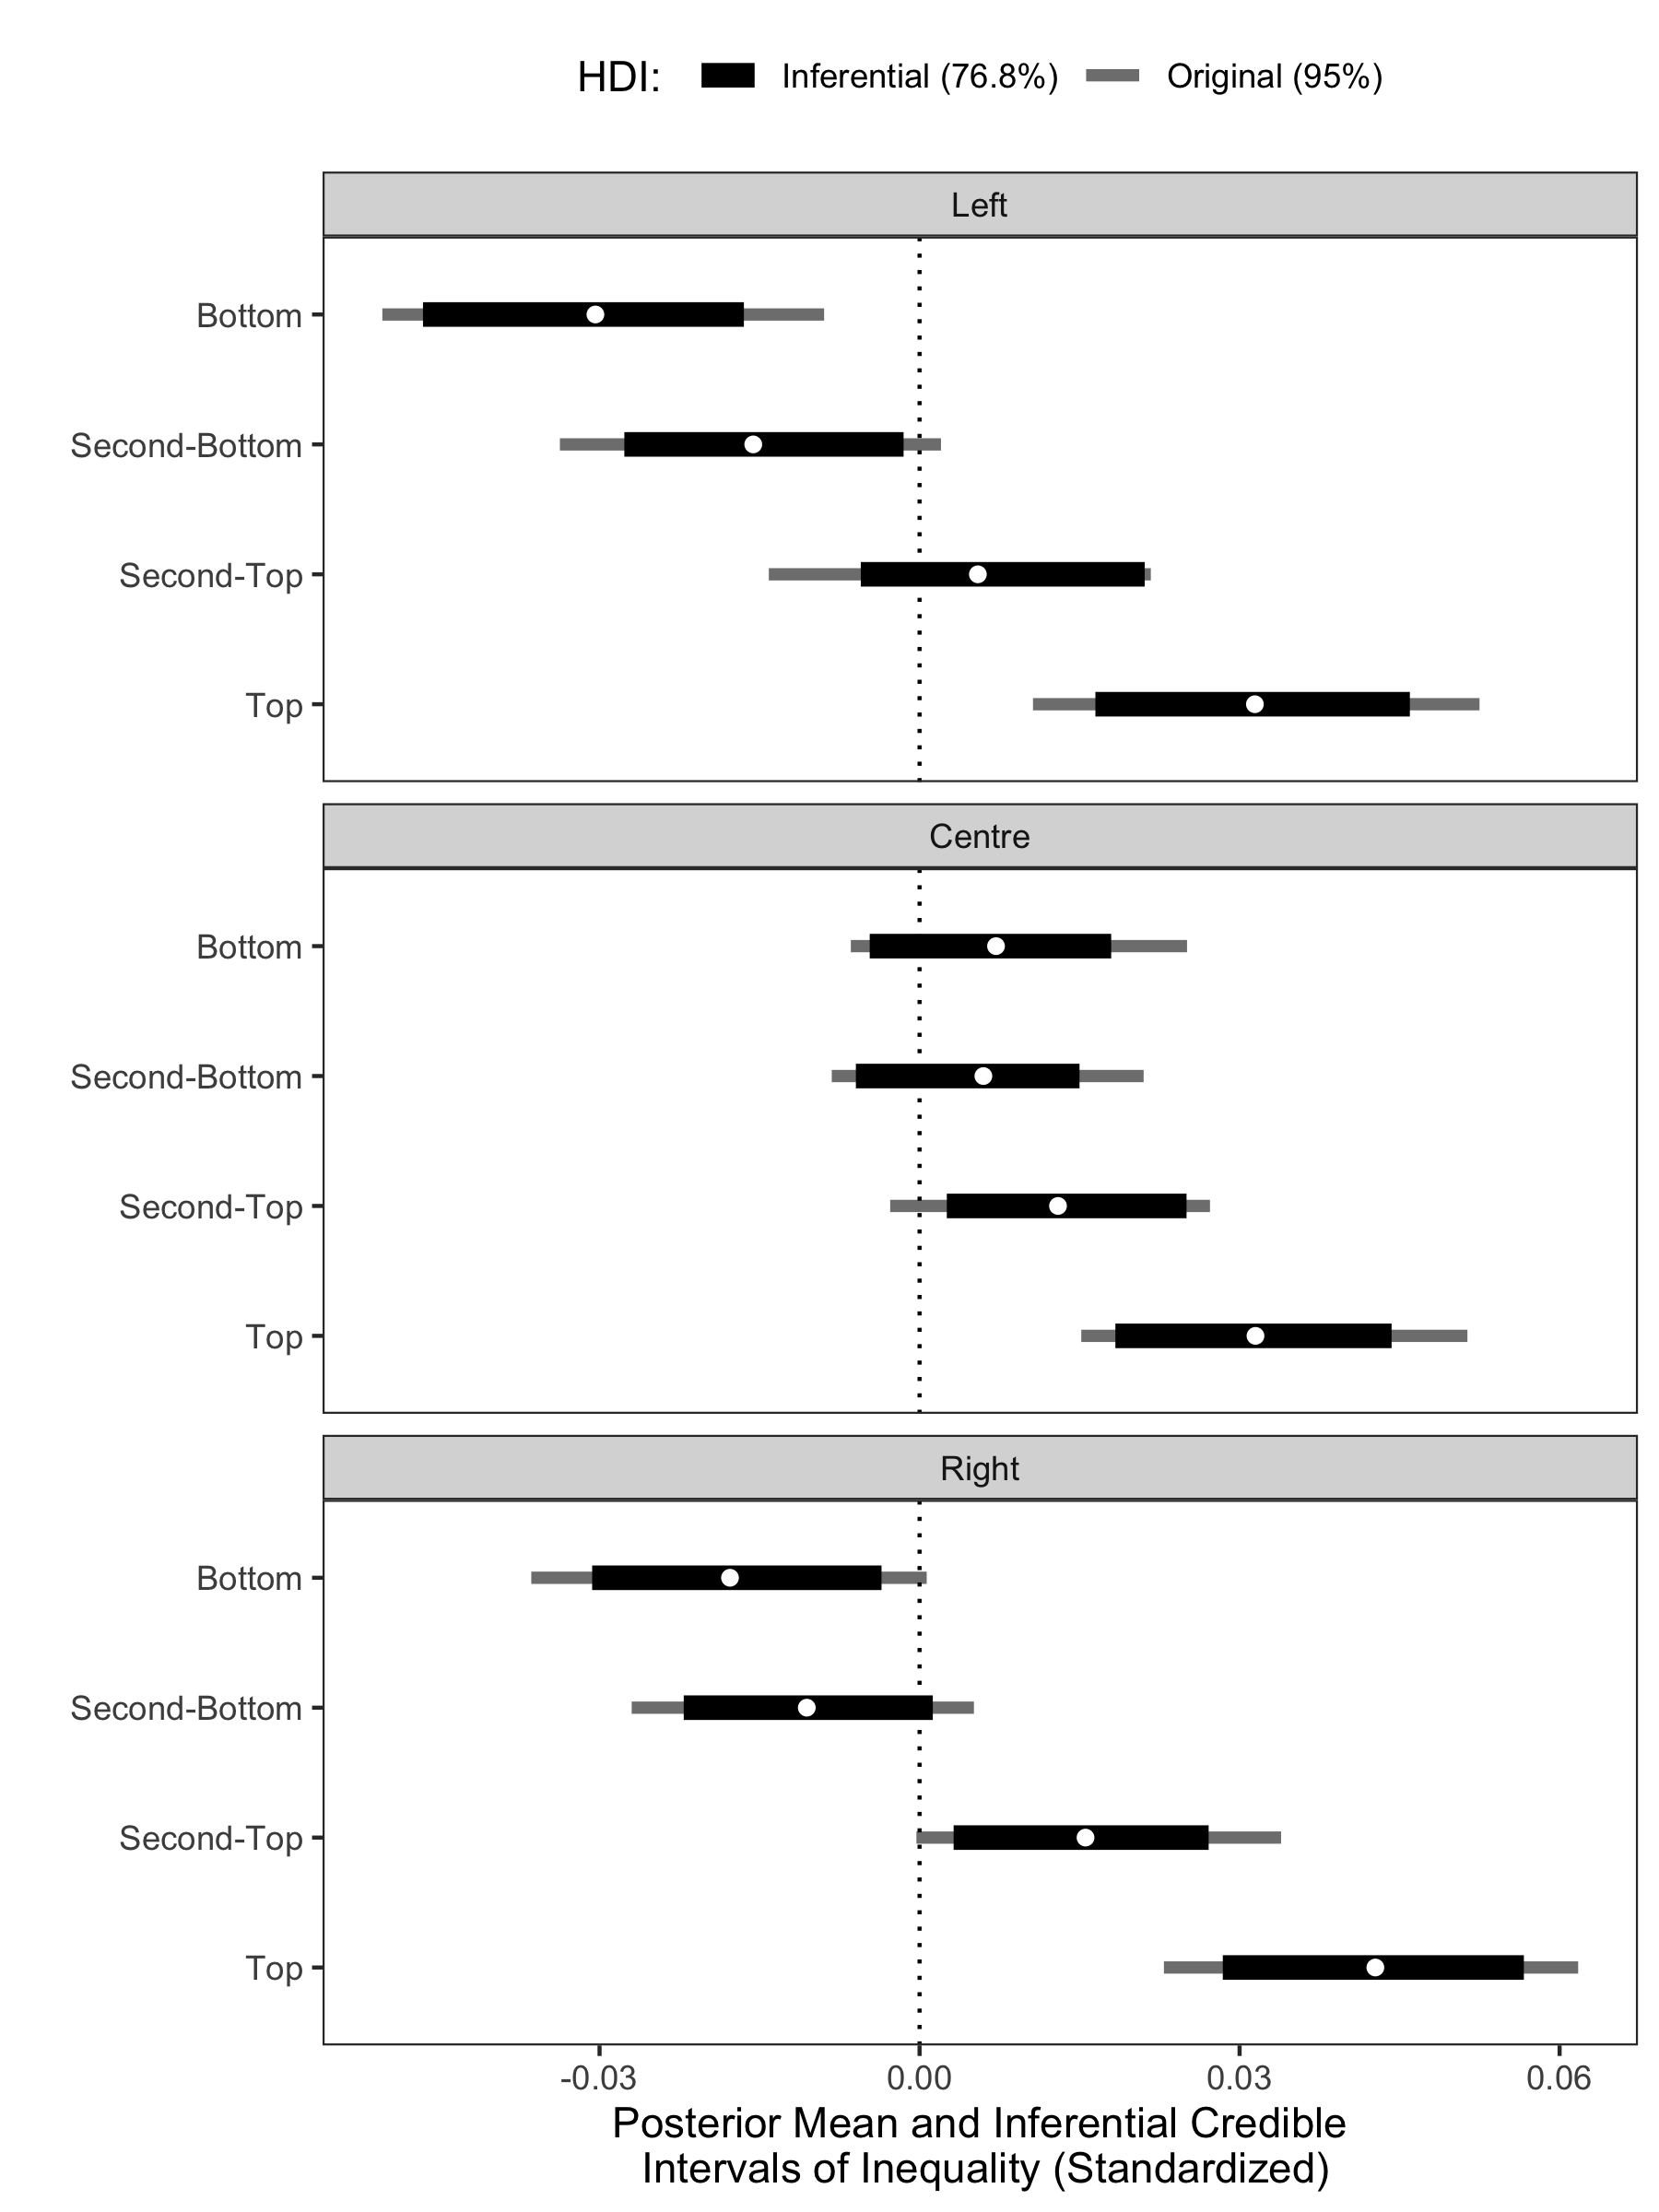 HDI: Inferential (76.8%) Original (95%)
Left
Bottom
Second-Bottom
Second-Top
Top
Centre
Bottom
Second-Bottom
Second-Top
Top
Right
Bottom
Second-Bottom
Second-Top
Top
-0.03 0.00 0.03 0.06
Posterior Mean and Inferential Credible
Intervals of Inequality (Standardized)